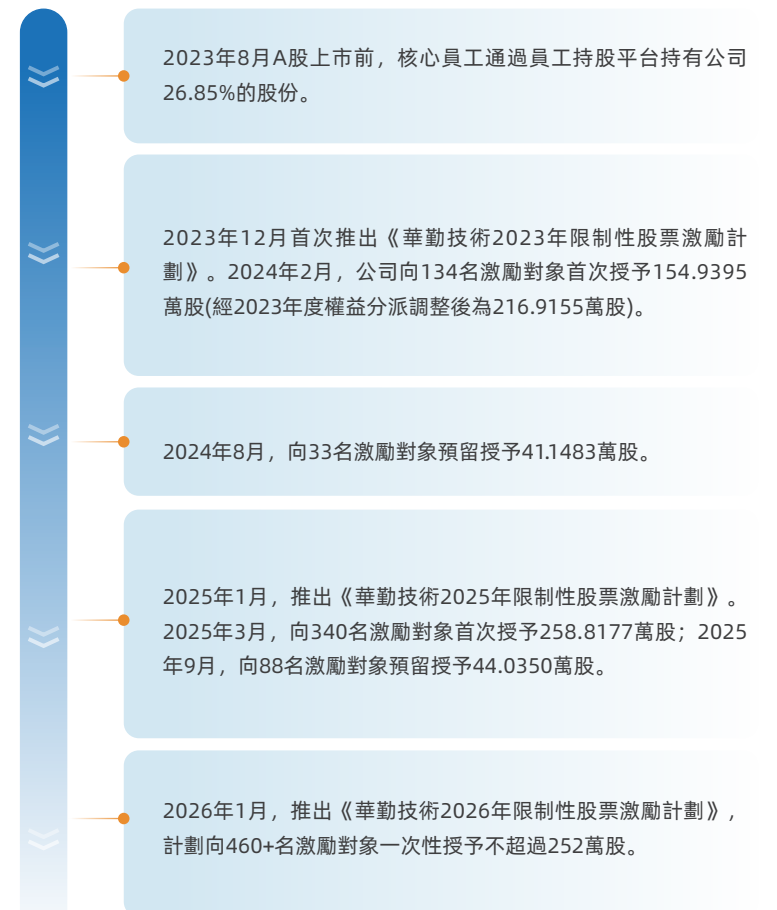 2023年8月A股上市前，核心員工通過員工持股平台持有公司
26.85%的股份。
2023年12月首次推出《華勤技術2023年限制性股票激勵計
劃》。2024年2月，公司向134名激勵對象首次授予154.9395
萬股(經2023年度權益分派調整後為216.9155萬股)。
2024年8月，向33名激勵對象預留授予41.1483萬股。
2025年1月，推出《華勤技術2025年限制性股票激勵計劃》。
2025年3月，向340名激勵對象首次授予258.8177萬股；2025
年9月，向88名激勵對象預留授予44.0350萬股。
2026年1月，推出《華勤技術2026年限制性股票激勵計劃》，
計劃向460+名激勵對象一次性授予不超過252萬股。